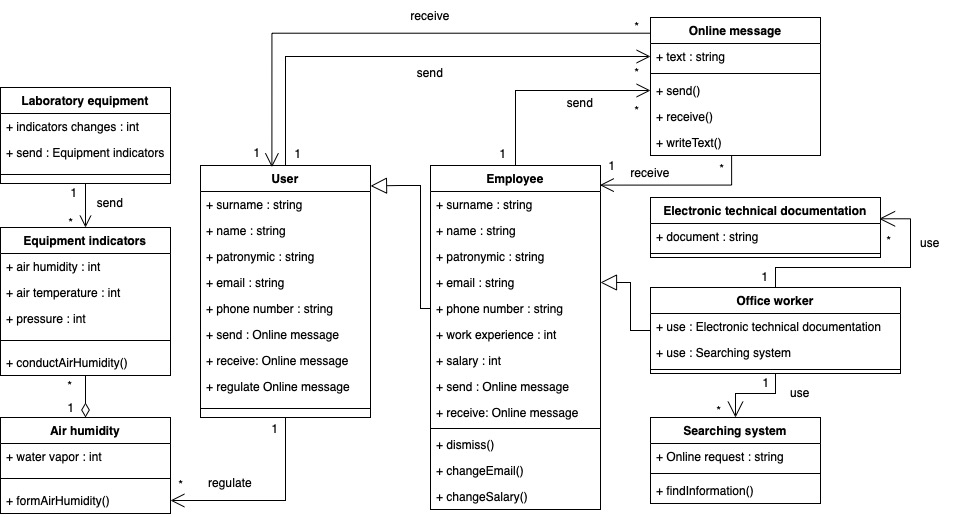 receive
*
Online message
+ text : string
*
send
+ send()
+ receive()
+ writeText()
send
*
Laboratory equipment
+ indicators changes : int
+ send : Equipment indicators
1
send
*
Equipment indicators
+ air humidity : int
+ air temperature : int
+ pressure : int
+ conductAirHumidity()
*
1
Air humidity
+ water vapor : int
+ formAirHumidity()
1
1
User
+ surname : string
+ name : string
+ patronymic : string
+ email : string
+ phone number : string
+ send : Online message
+ receive: Online message
+ regulate Online message
1
*
regulate
1
Employee
+ surname : string
+ name : string
+ patronymic : string
+ email : string
+ phone number : string
+ work experience : int
+ salary : int
+ send : Online message
+ receive: Online message
+ dismiss()
+ changeEmail()
+ changeSalary()
1
receive
*
Electronic technical documentation
+ document : string
*
use
1
Office worker
+ use : Electronic technical documentation
+ use : Searching system
1
use
*
Searching system
+ Online request : string
+ findInformation()